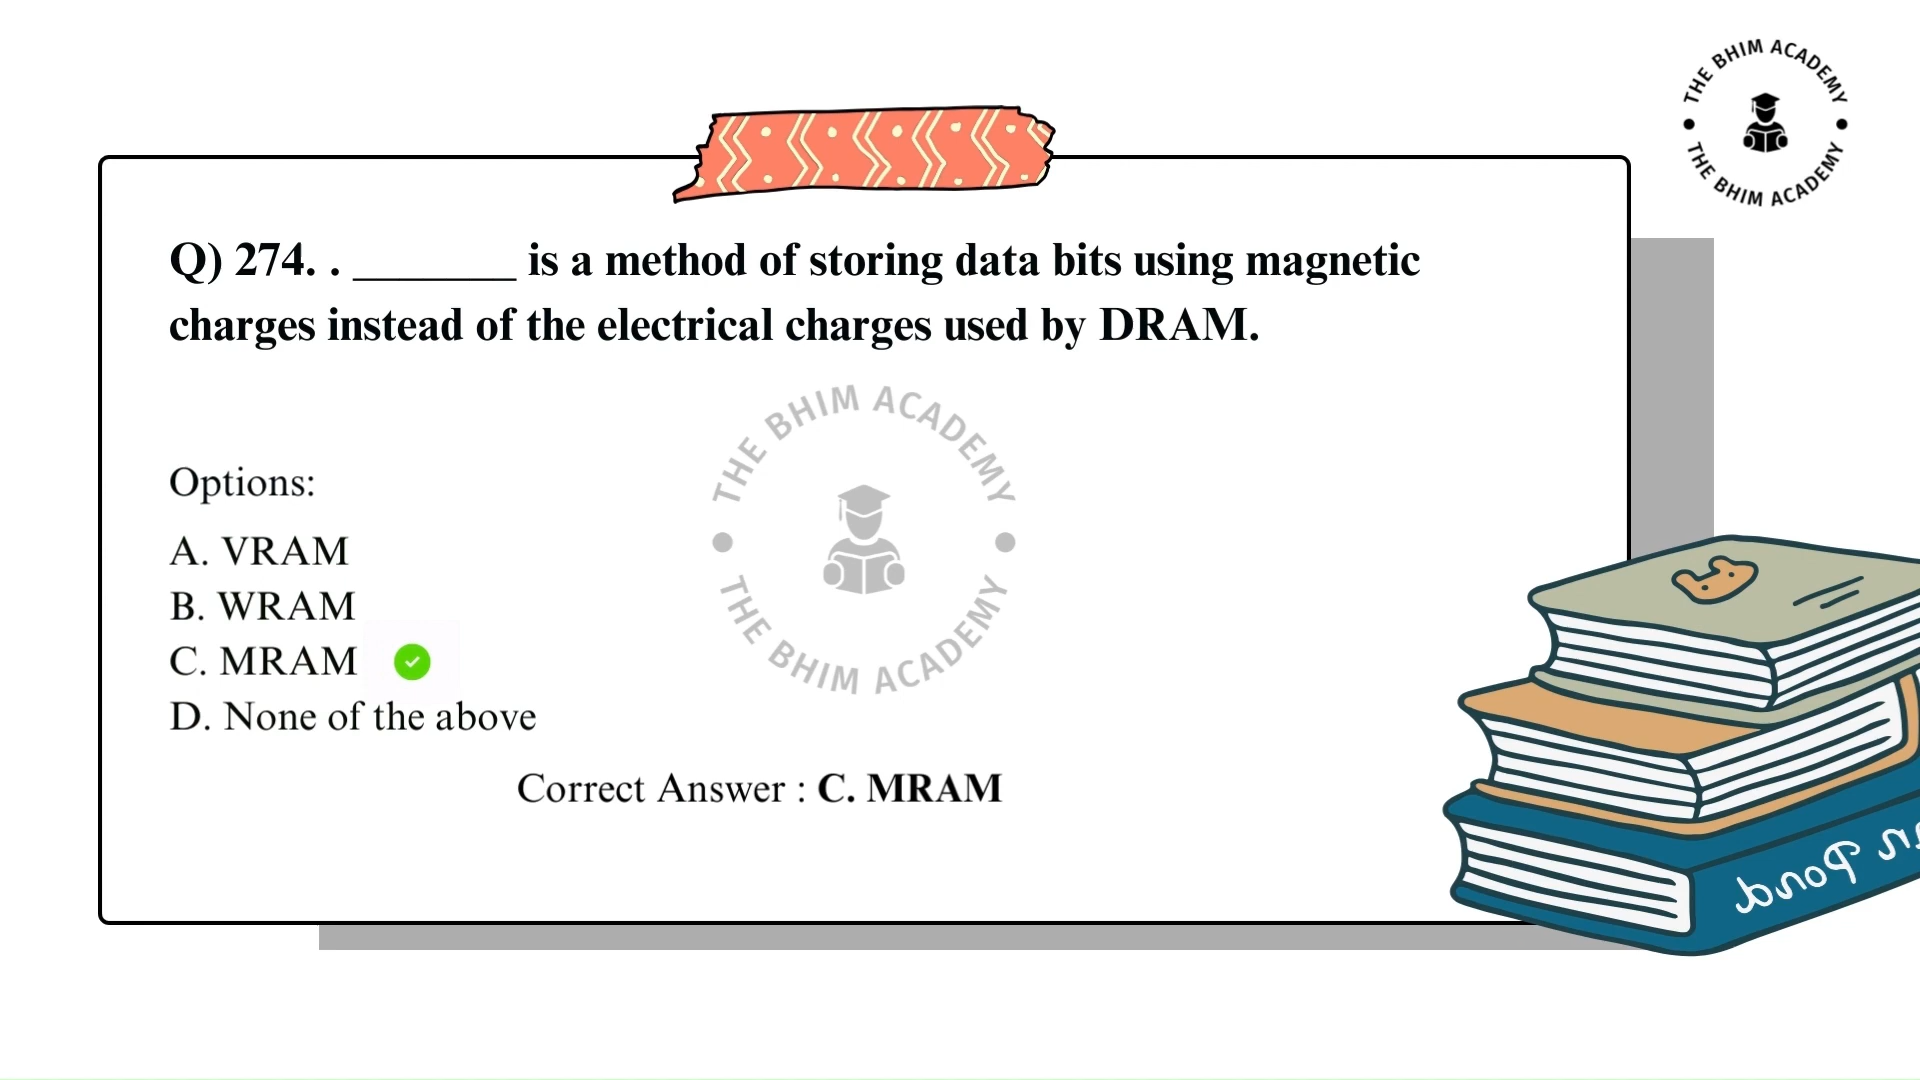 THE BHIM ACADEMY
THE BHIM ACADEMY
Q) 274. . _______ is a method of storing data bits using magnetic
charges instead of the electrical charges used by DRAM.
THE BHIM ACADEMY
THE BHIM ACADEMY
Options:
A. VRAM
B. WRAM
C. MRAM
D. None of the above
Correct Answer : C. MRAM
Pond